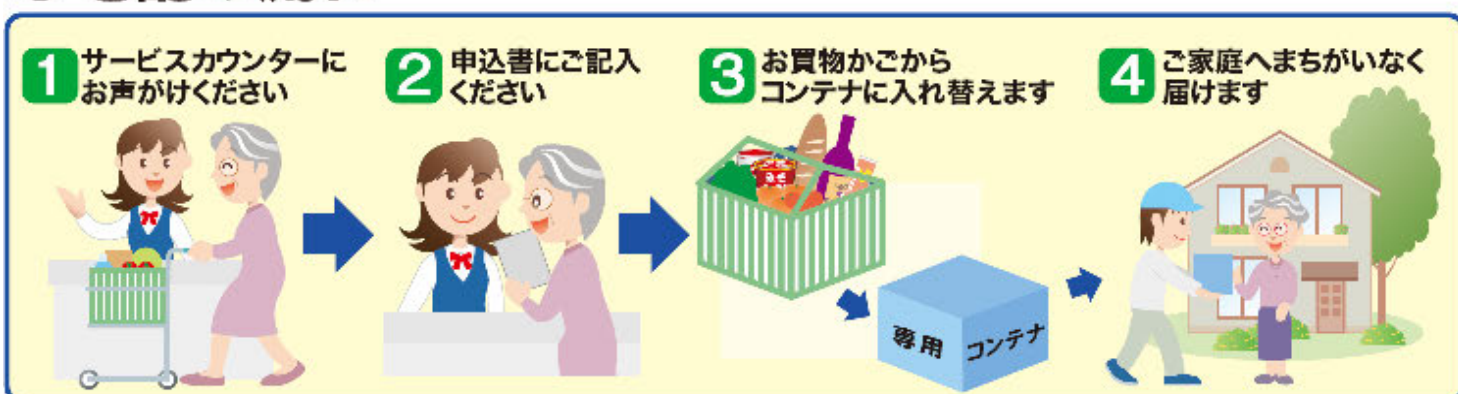 1 サービスカウンターに
お声がけください
2 申込書にご記入
ください
3 お買物かごから
コンテナに入れ替えます
4 ご家庭へまちがいなく
届けます
専用 コンテナ